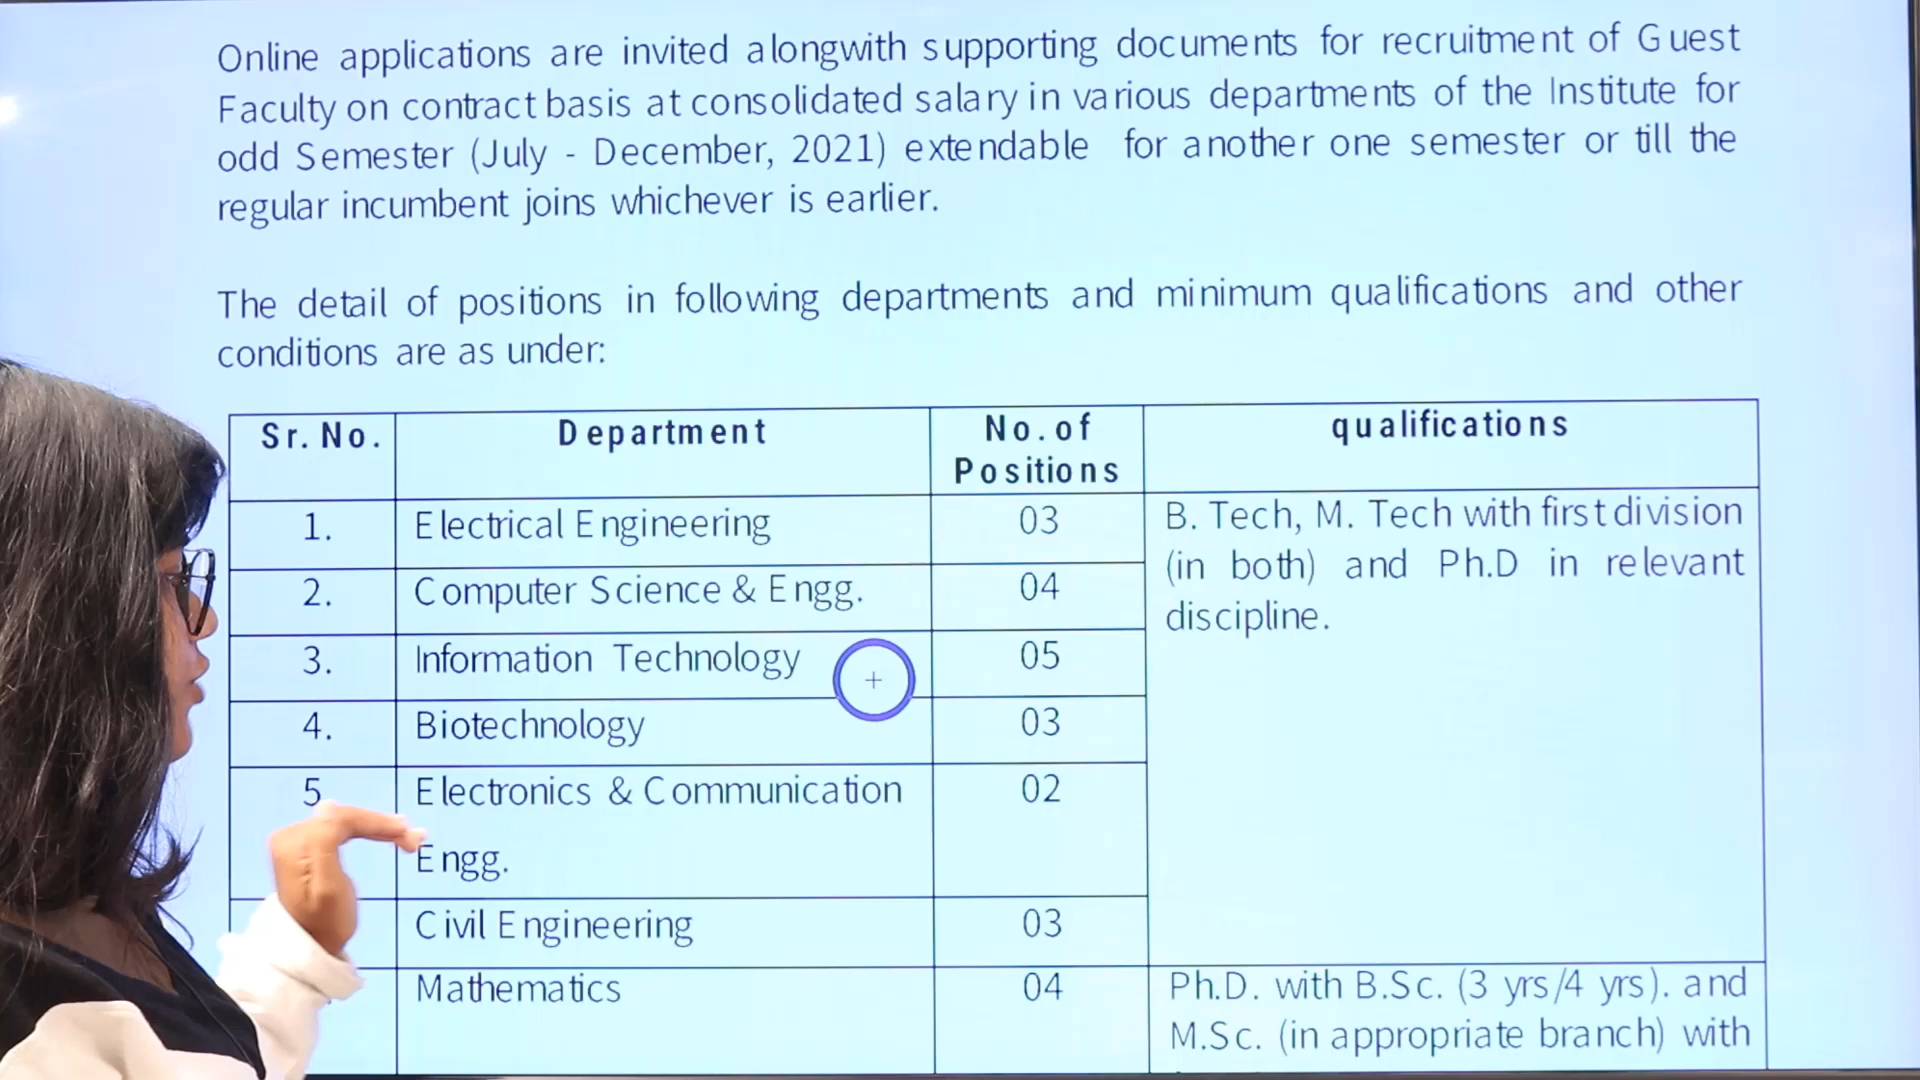 Online applications are invited alongwith supporting documents for recruitment of Guest
Faculty on contract basis at consolidated salary in various departments of the Institute for
odd Semester (July - December, 2021) extendable for another one semester or till the
regular incumbent joins whichever is earlier.
The detail of positions in following departments and minimum qualifications and other
conditions are as under:
Sr. No. Department No. of Positions qualifications
1. Electrical Engineering 03 B. Tech, M. Tech with first division
(in both) and Ph.D in relevant
discipline.
2. Computer Science & Engg. 04
3. Information Technology 05
4. Biotechnology 03
5 Electronics & Communication 02
Engg.
Civil Engineering 03
Mathematics 04 Ph.D. with B.Sc. (3 yrs/4 yrs). and
M.Sc. (in appropriate branch) with